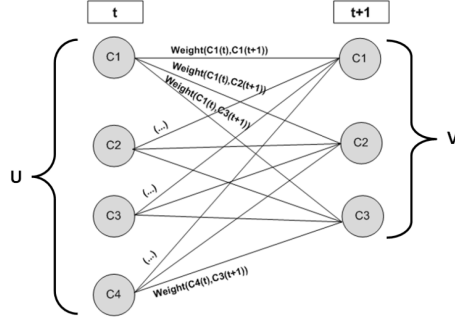 t
t+1
C1
Weight(C1(t),C1(t+1))
C1
Weight(C1(t),C2(t+1))
Weight(C1(t),C3(t+1))
(...)
C2
C2
V
U
(...)
C3
C3
(...)
C4
Weight(C4(t),C3(t+1))